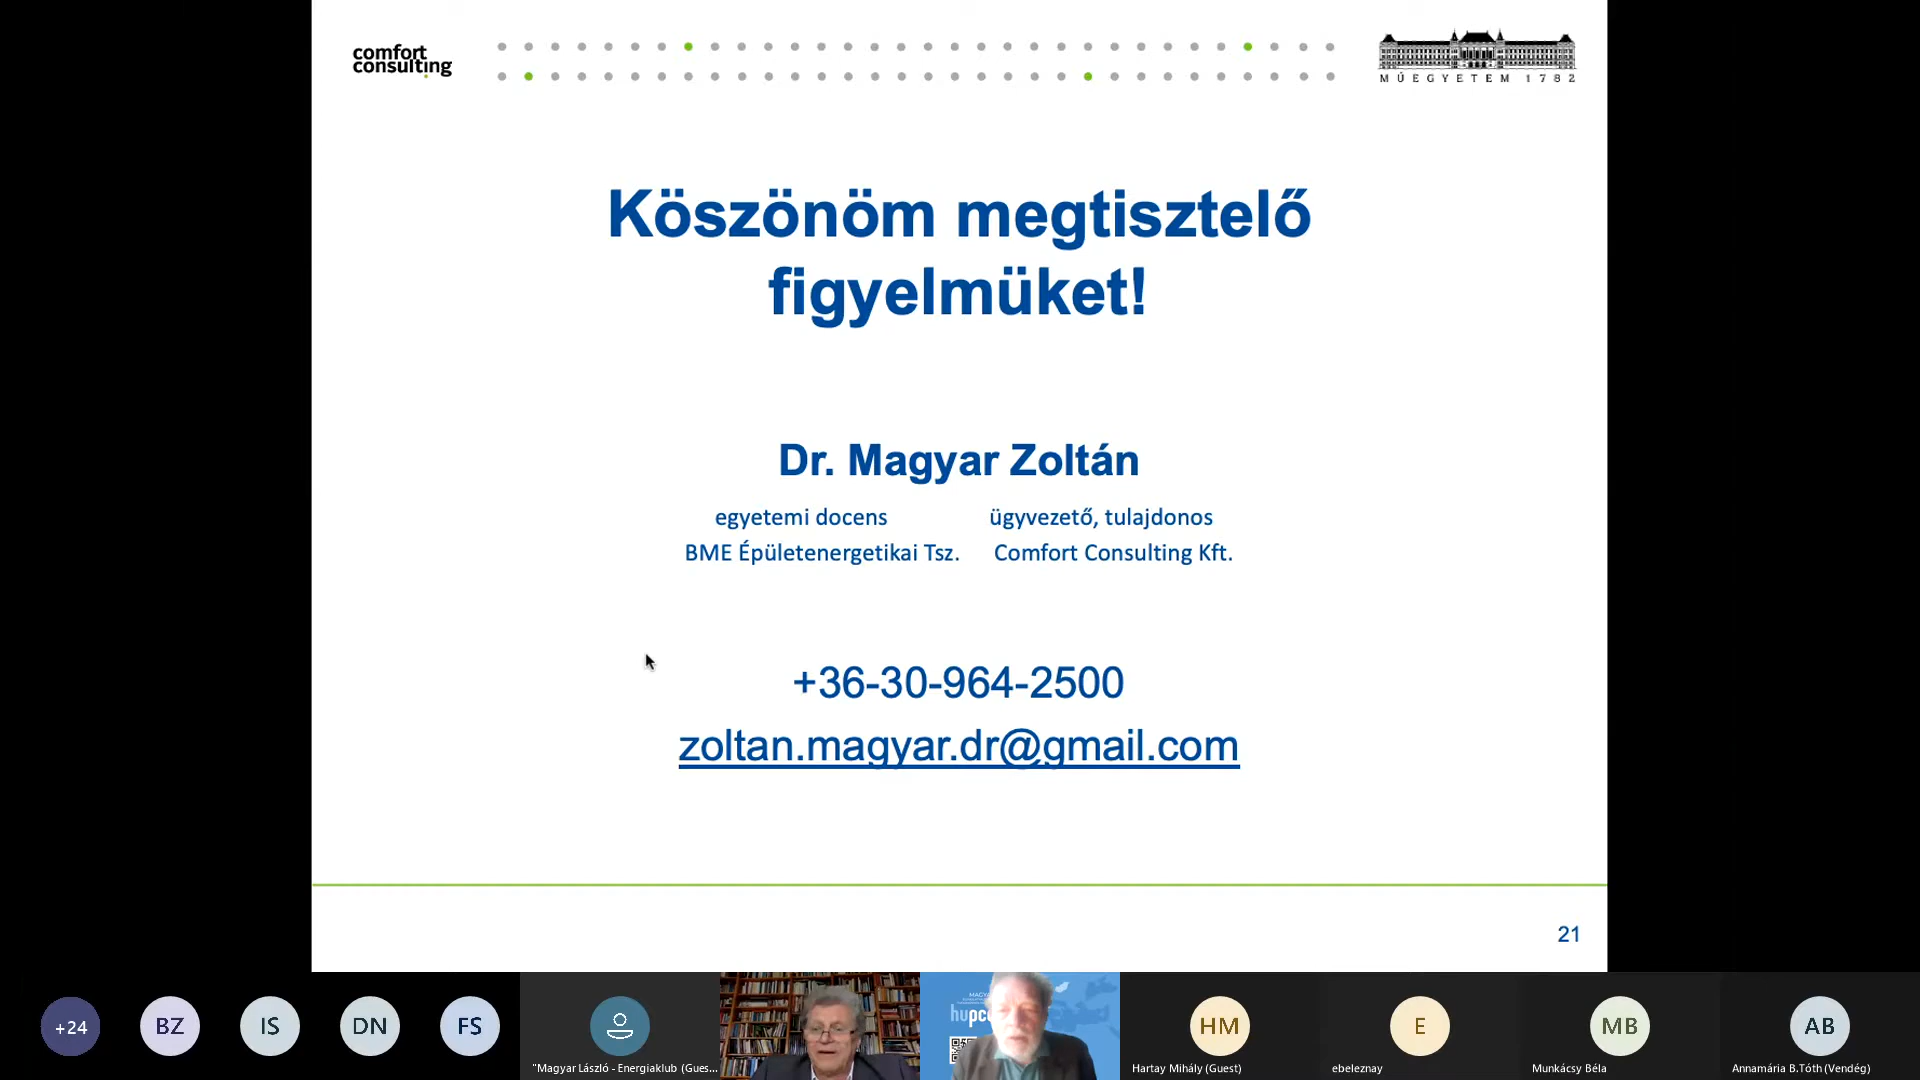 comfort
consulting
MŰEGYETEM 1782
Köszönöm megtisztelő
figyelmüket!
Dr. Magyar Zoltán
egyetemi docens ügyvezető, tulajdonos
BME Épületenergetikai Tsz. Comfort Consulting Kft.
+36-30-964-2500
zoltan.magyar.dr@gmail.com
21
+24
BZ
IS
DN
FS
"Magyar László - Energiaklub (Gues...
HM
Hartay Mihály (Guest)
E
ebeleznay
MB
Munkácsy Béla
AB
Annamária B.Tóth (Vendég)